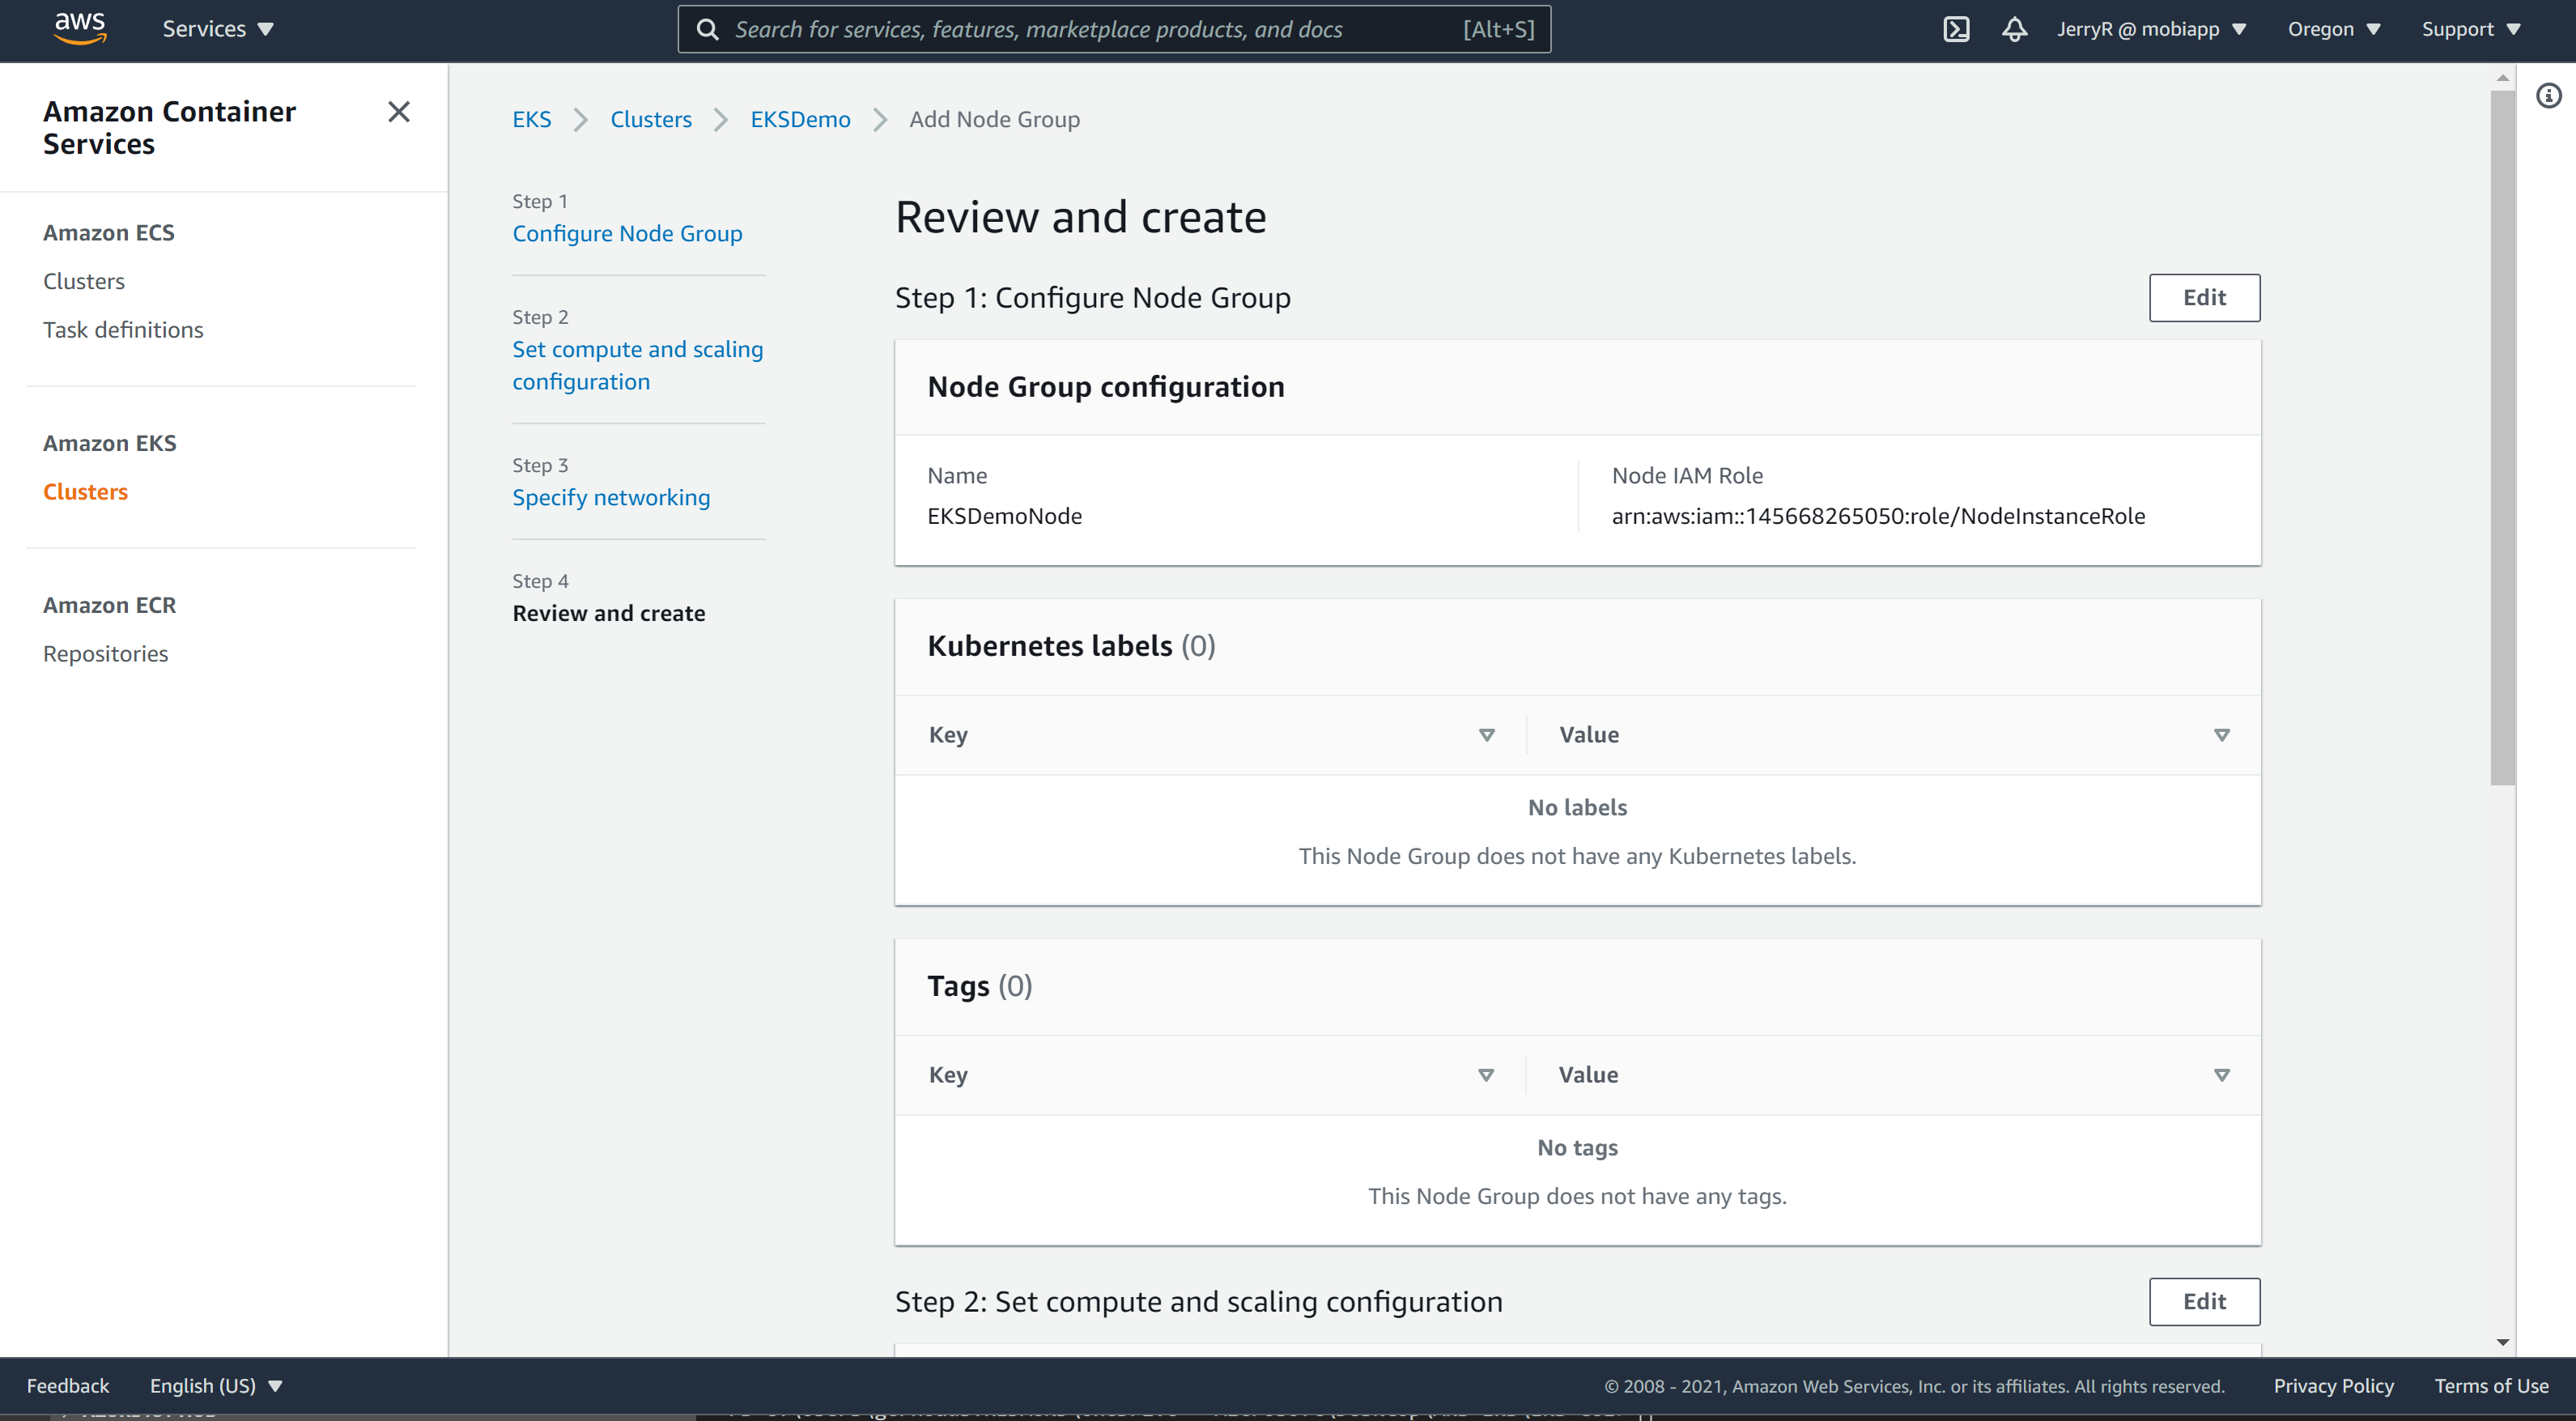 aws
Services
Search for services, features, marketplace products, and docs [Alt+S]
JerryR @ mobiapp
Oregon
Support
Amazon Container
Services
Amazon ECS
Clusters
Task definitions
Amazon EKS
Clusters
Amazon ECR
Repositories
EKS
Clusters
EKSDemo
Add Node Group
Step 1
Configure Node Group
Step 2
Set compute and scaling
configuration
Step 3
Specify networking
Step 4
Review and create
Review and create
Step 1: Configure Node Group
Edit
Node Group configuration
Name
EKSDemoNode
Node IAM Role
arn:aws:iam::145668265050:role/NodeInstanceRole
Kubernetes labels (0)
Key
Value
No labels
This Node Group does not have any Kubernetes labels.
Tags (0)
Key
Value
No tags
This Node Group does not have any tags.
Step 2: Set compute and scaling configuration
Edit
Feedback
English (US)
© 2008 - 2021, Amazon Web Services, Inc. or its affiliates. All rights reserved.
Privacy Policy
Terms of Use